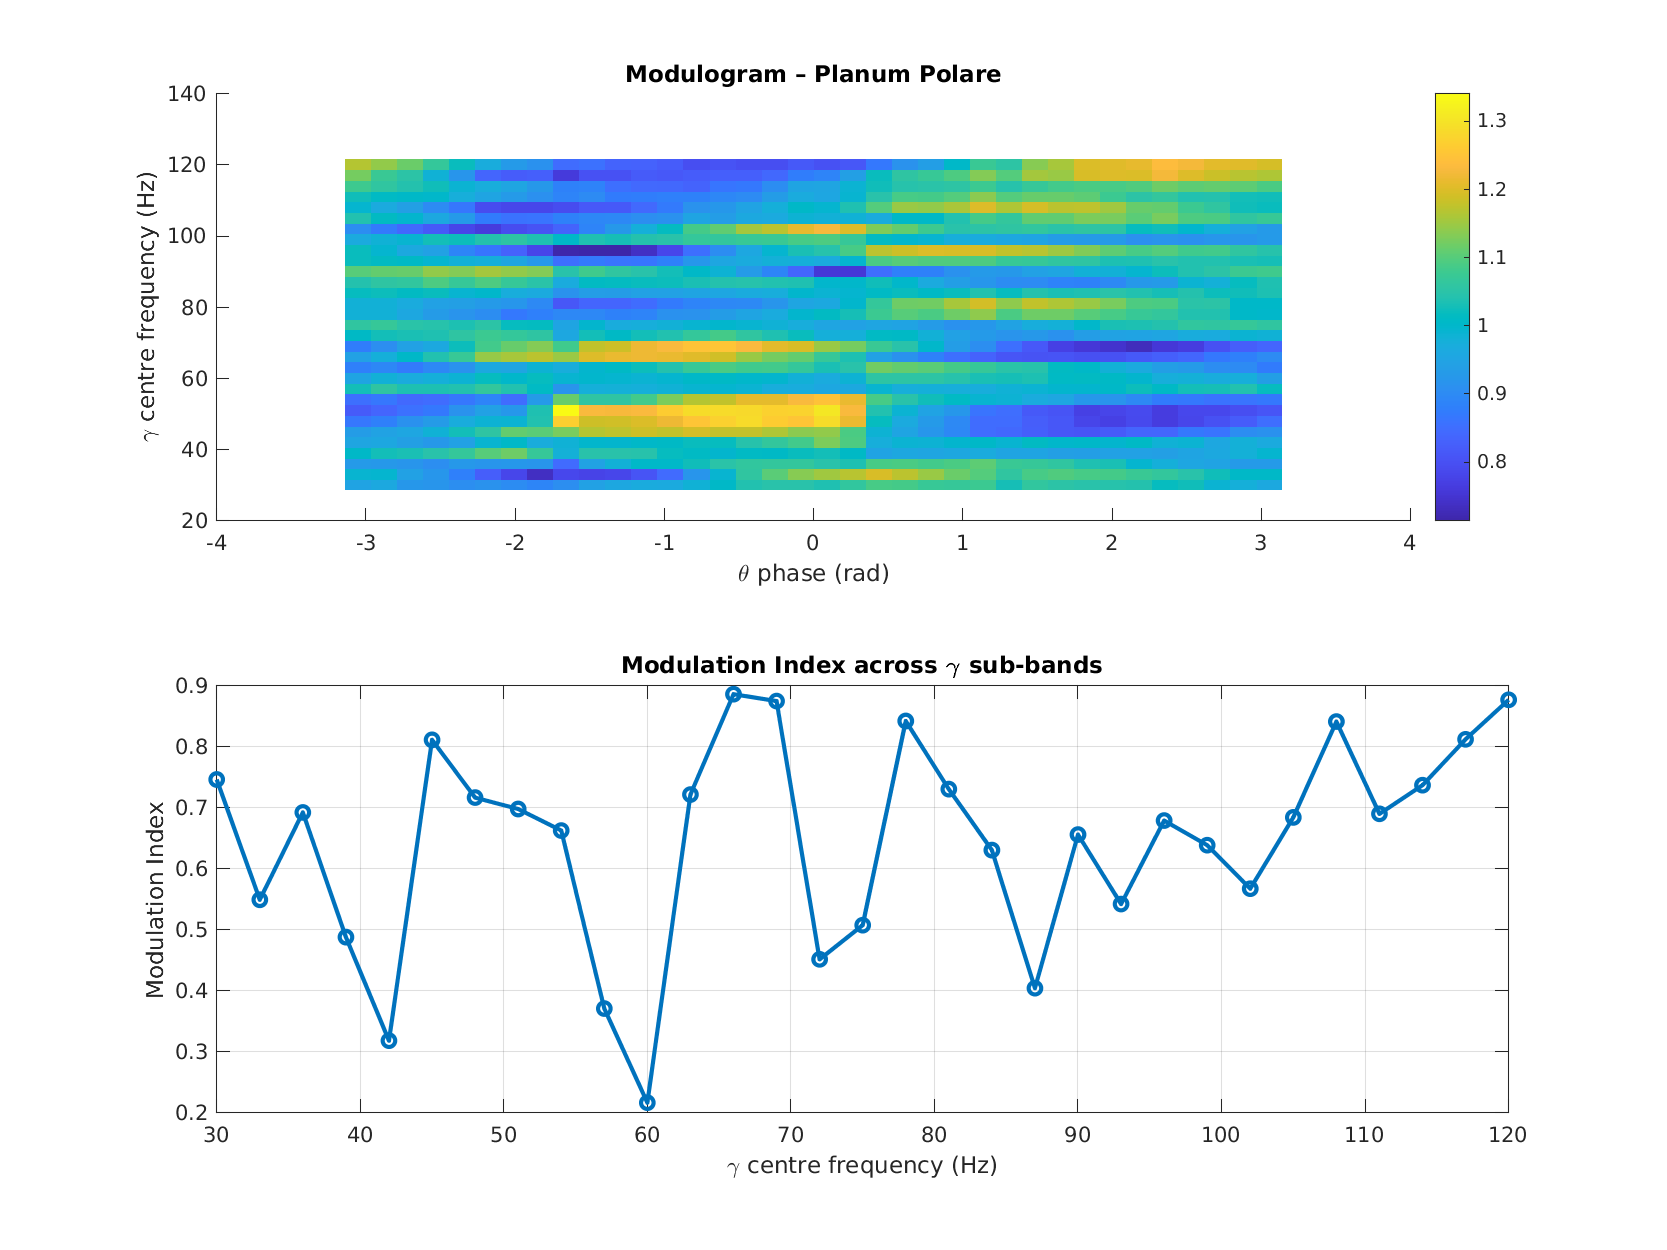 Modulogram – Planum Polare
140
120
100
80
60
40
20
γ centre frequency (Hz)
-4 -3 -2 -1 0 1 2 3 4
θ phase (rad)
1.3
1.2
1.1
1
0.9
0.8
Modulation Index across γ sub-bands
0.9
0.8
0.7
0.6
0.5
0.4
0.3
0.2
Modulation Index
30 40 50 60 70 80 90 100 110 120
γ centre frequency (Hz)